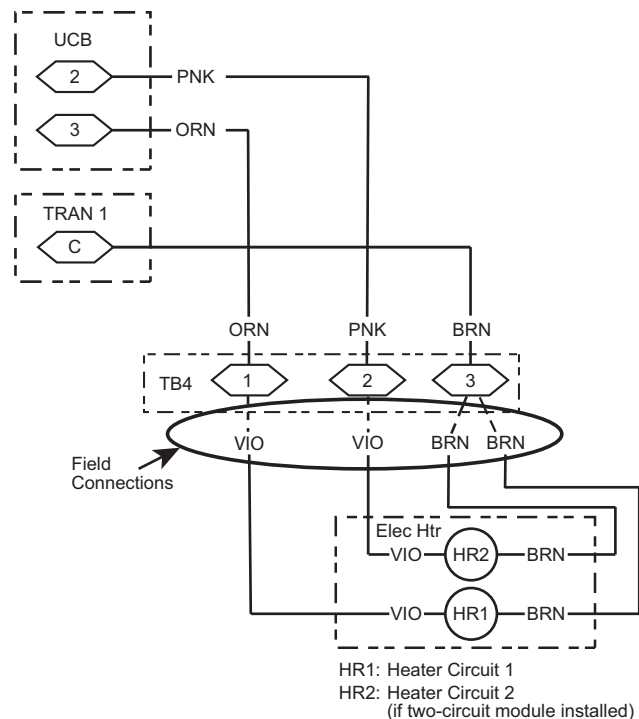 UCB
2 PNK
3 ORN
TRAN 1
C
ORN PNK BRN
TB4 1 2 3
VIO VIO BRN BRN
Field
Connections
Elec Htr
VIO HR2 BRN
VIO HR1 BRN
HR1: Heater Circuit 1
HR2: Heater Circuit 2
(if two-circuit module installed)